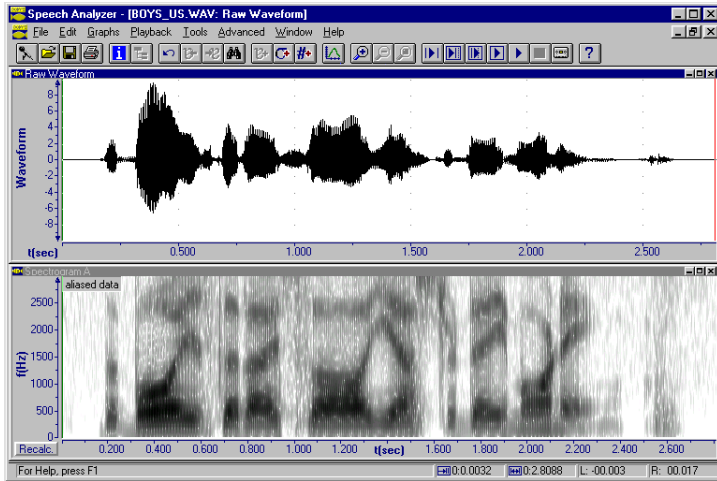 Speech Analyzer - [BOYS_US.WAV: Raw Waveform]
File Edit Graphs Playback Tools Advanced Window Help
Raw Waveform
8
6
4
2
0
-2
-4
-6
-8
Waveform
t(sec) 0.500 1.000 1.500 2.000 2.500
Spectrogram A
aliased data
2500
2000
1500
1000
500
0
f(Hz)
Recalc. 0.200 0.400 0.600 0.800 1.000 1.200 t(sec) 1.600 1.800 2.000 2.200 2.400 2.600
For Help, press F1 0:0.0032 0:2.8088 L: -00.003 R: 00.017